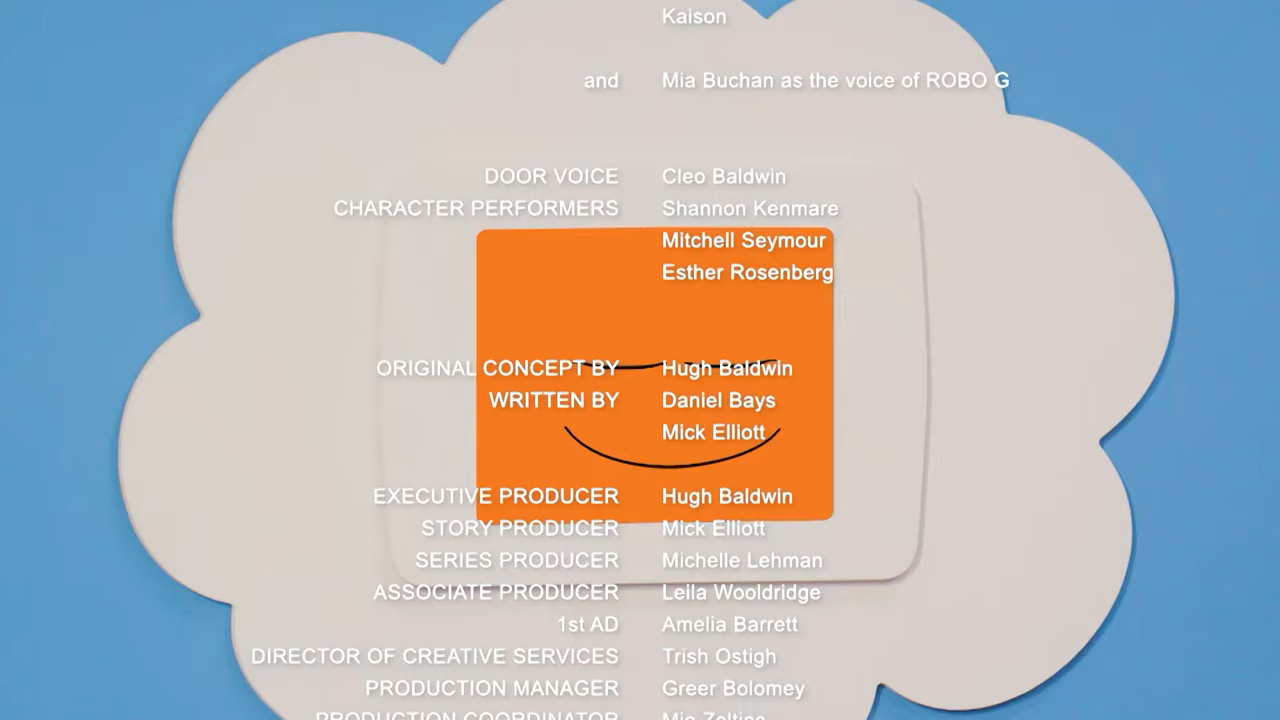 Kaison
and Mia Buchan as the voice of ROBO G
DOOR VOICE Cleo Baldwin
CHARACTER PERFORMERS Shannon Kenmare
Mitchell Seymour
Esther Rosenberg
ORIGINAL CONCEPT BY Hugh Baldwin
WRITTEN BY Daniel Bays
Mick Elliott
EXECUTIVE PRODUCER Hugh Baldwin
STORY PRODUCER Mick Elliott
SERIES PRODUCER Michelle Lehman
ASSOCIATE PRODUCER Leila Wooldridge
1st AD Amelia Barrett
DIRECTOR OF CREATIVE SERVICES Trish Ostigh
PRODUCTION MANAGER Greer Bolomey
PRODUCTION COORDINATOR